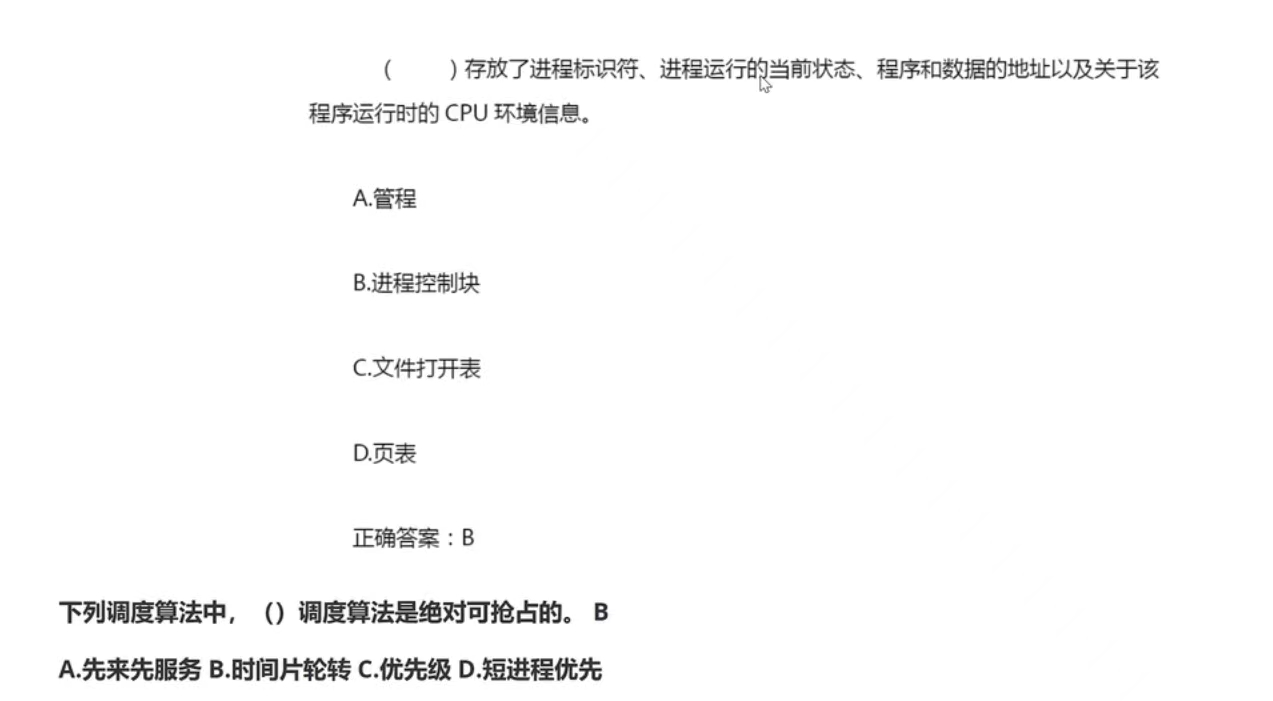 （ ）存放了进程标识符、进程运行的当前状态、程序和数据的地址以及关于该
程序运行时的 CPU 环境信息。
A.管程
B.进程控制块
C.文件打开表
D.页表
正确答案：B
下列调度算法中，（）调度算法是绝对可抢占的。 B
A.先来先服务 B.时间片轮转 C.优先级 D.短进程优先